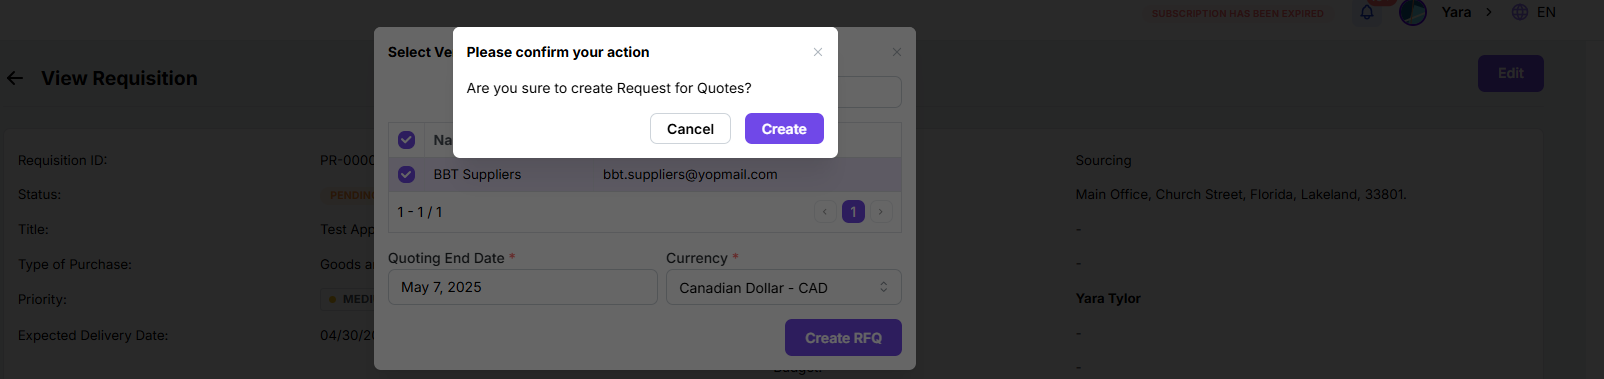 SUBSCRIPTION HAS BEEN EXPIRED
Yara
EN
View Requisition
Edit
Select Ve
Please confirm your action
Are you sure to create Request for Quotes?
Cancel
Create
Na
BBT Suppliers
bbt.suppliers@yopmail.com
1 - 1 / 1
1
Quoting End Date *
Currency *
May 7, 2025
Canadian Dollar - CAD
Create RFQ
Requisition ID:
PR-0000
Sourcing
Status:
PENDING
Main Office, Church Street, Florida, Lakeland, 33801.
Title:
Test App
-
Type of Purchase:
Goods a
-
Priority:
MEDI
Yara Tylor
Expected Delivery Date:
04/30/20
-
-